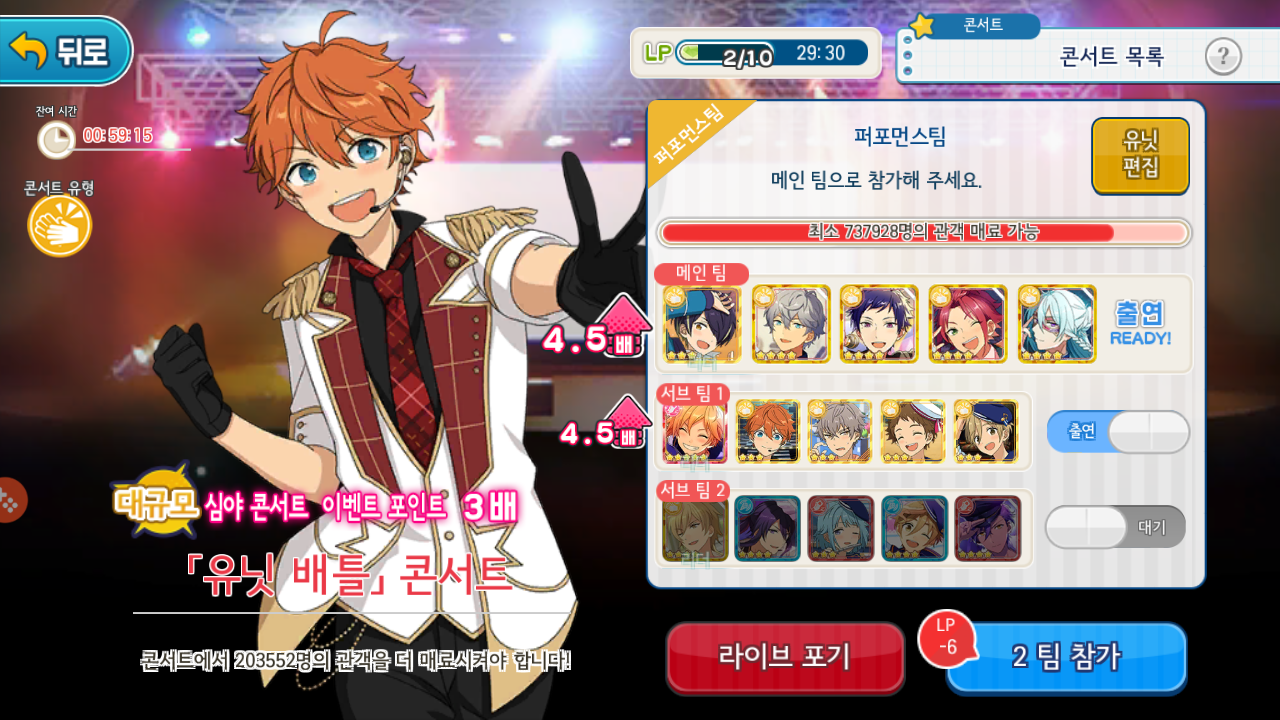 뒤로
LP 2/10 29:30
콘서트
콘서트 목록
?
잔여 시간
00:59:15
콘서트 유형
퍼포먼스팀
퍼포먼스팀
메인 팀으로 참가해 주세요.
유닛
편집
최소 737928명의 관객 매료 가능
메인 팀
출연
READY!
리더
4.5배
서브 팀 1
출연
리더
4.5배
서브 팀 2
대기
리더
대규모 심야 콘서트 이벤트 포인트 3배
「유닛 배틀」 콘서트
콘서트에서 203552명의 관객을 더 매료시켜야 합니다!
라이브 포기
LP
-6
2 팀 참가